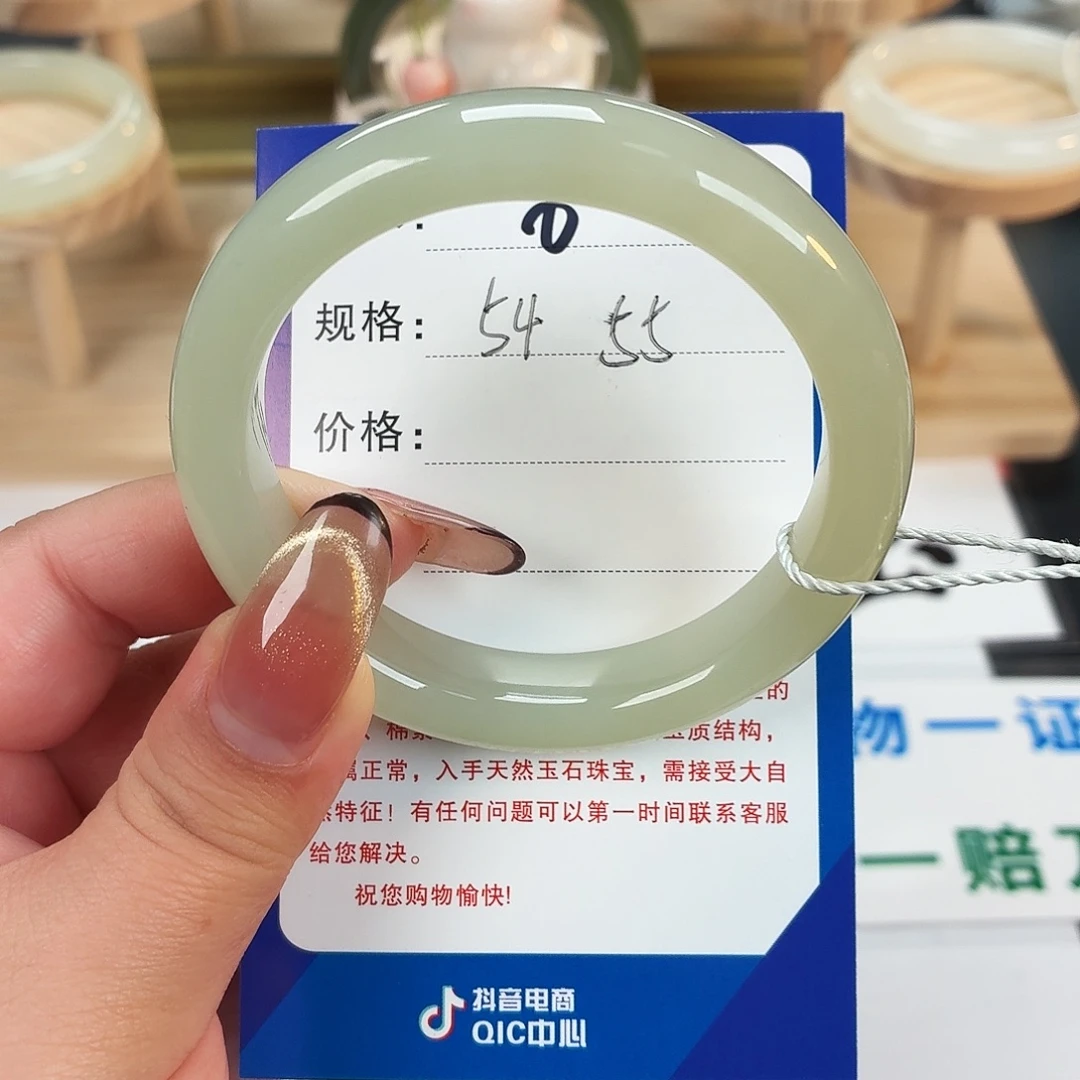 规格：54 55
价格：
的
质结构，
正常，入手天然玉石珠宝，需接受大自
特征！有任何问题可以第一时间联系客服
给您解决。
祝您购物愉快!
抖音电商
QIC中心
物一证
一赔